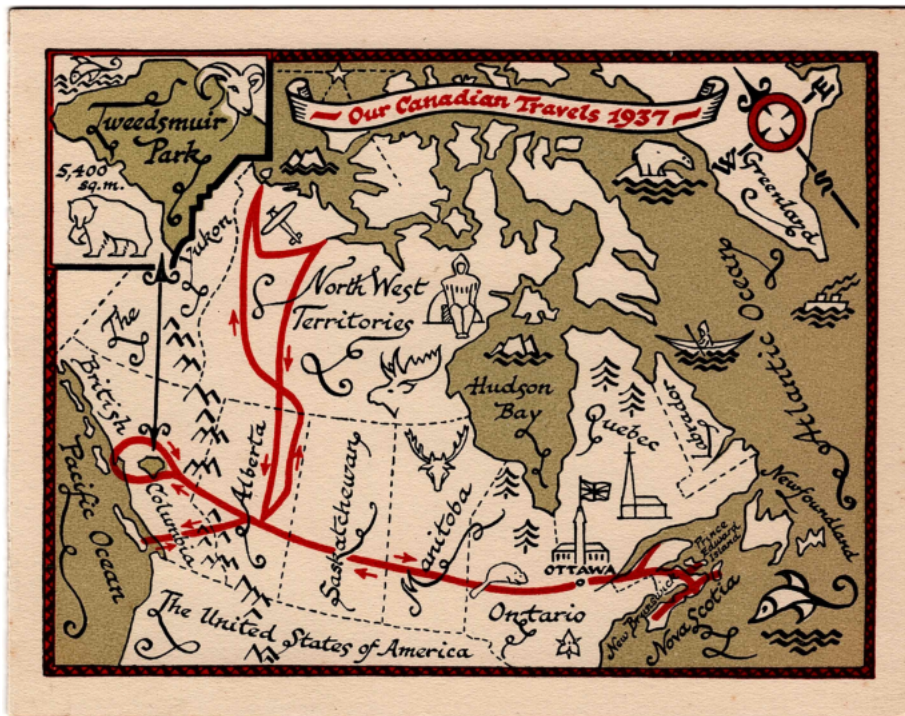 Our Canadian Travels 1937
Tweedsmuir
Park
5,400
sq.m.
W
E
S
Greenland
The
Yukon
North West
Territories
Atlantic Ocean
Hudson
Bay
Quebec
Labrador
Newfoundland
British
Columbia
Pacific Ocean
Alberta
Saskatchewan
Manitoba
OTTAWA
Ontario
Prince
Edward
Island
New Brunswick
Nova Scotia
The United
States of America